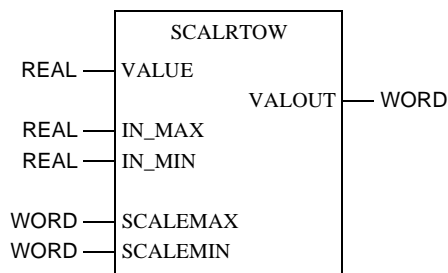 SCALRTOW
REAL VALUE
VALOUT WORD
REAL IN_MAX
REAL IN_MIN
WORD SCALEMAX
WORD SCALEMIN